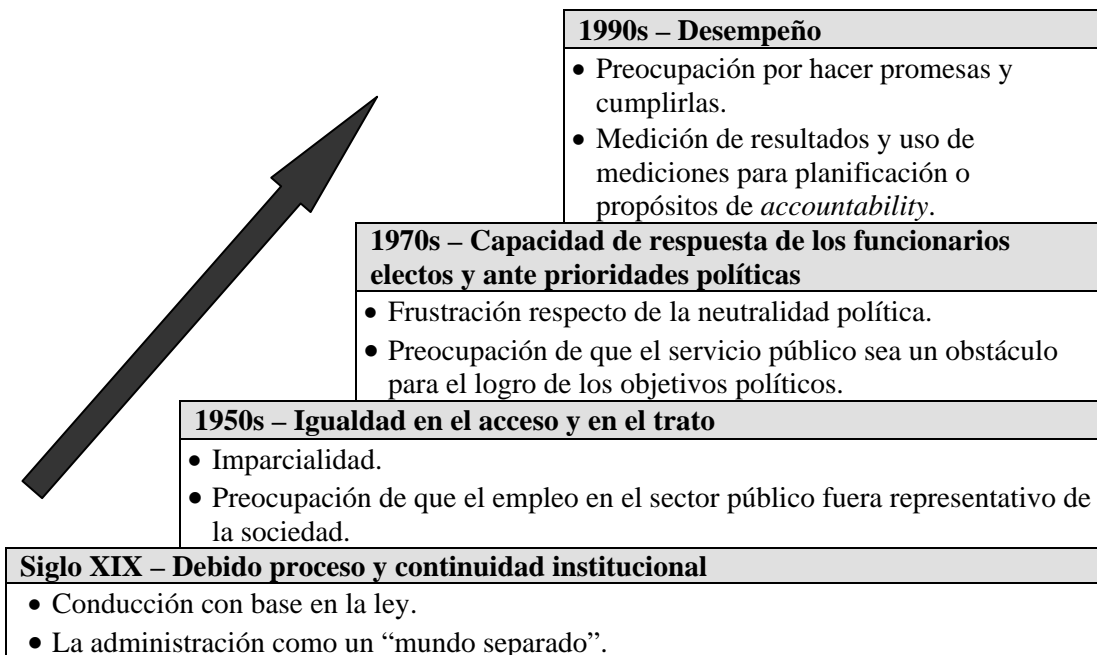 1990s – Desempeño
• Preocupación por hacer promesas y
cumplirlas.
• Medición de resultados y uso de
mediciones para planificación o
propósitos de accountability.
1970s – Capacidad de respuesta de los funcionarios
electos y ante prioridades políticas
• Frustración respecto de la neutralidad política.
• Preocupación de que el servicio público sea un obstáculo
para el logro de los objetivos políticos.
1950s – Igualdad en el acceso y en el trato
• Imparcialidad.
• Preocupación de que el empleo en el sector público fuera representativo de
la sociedad.
Siglo XIX – Debido proceso y continuidad institucional
• Conducción con base en la ley.
• La administración como un “mundo separado”.